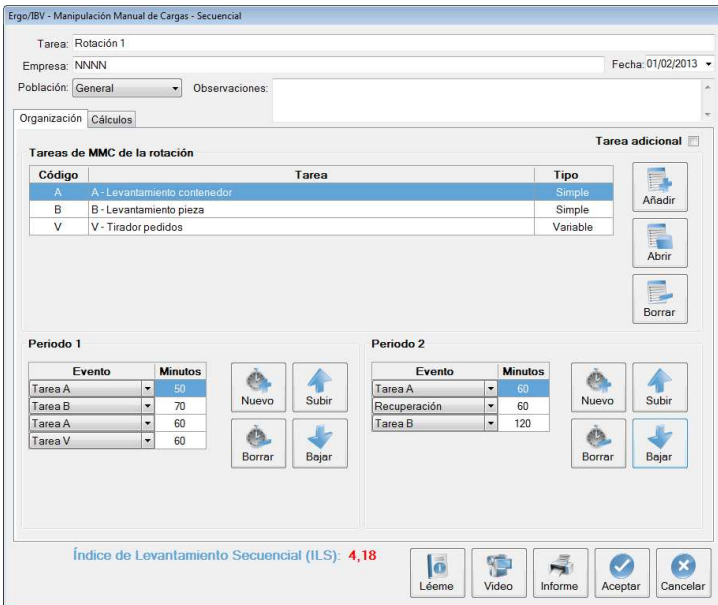 Ergo/IBV - Manipulación Manual de Cargas - Secuencial
Tarea: Rotación 1
Empresa: NNNN Fecha: 01/02/2013
Población: General Observaciones:
Organización Cálculos
Tarea adicional
Tareas de MMC de la rotación
Código Tarea Tipo
A A - Levantamiento contenedor Simple
B B - Levantamiento pieza Simple
V V - Tirador pedidos Variable
Añadir
Abrir
Borrar
Periodo 1
Evento Minutos
Tarea A 50
Tarea B 70
Tarea A 60
Tarea V 60
Nuevo Subir
Borrar Bajar
Periodo 2
Evento Minutos
Tarea A 60
Recuperación 60
Tarea B 120
Nuevo Subir
Borrar Bajar
Índice de Levantamiento Secuencial (ILS): 4,18
Léeme Video Informe Aceptar Cancelar